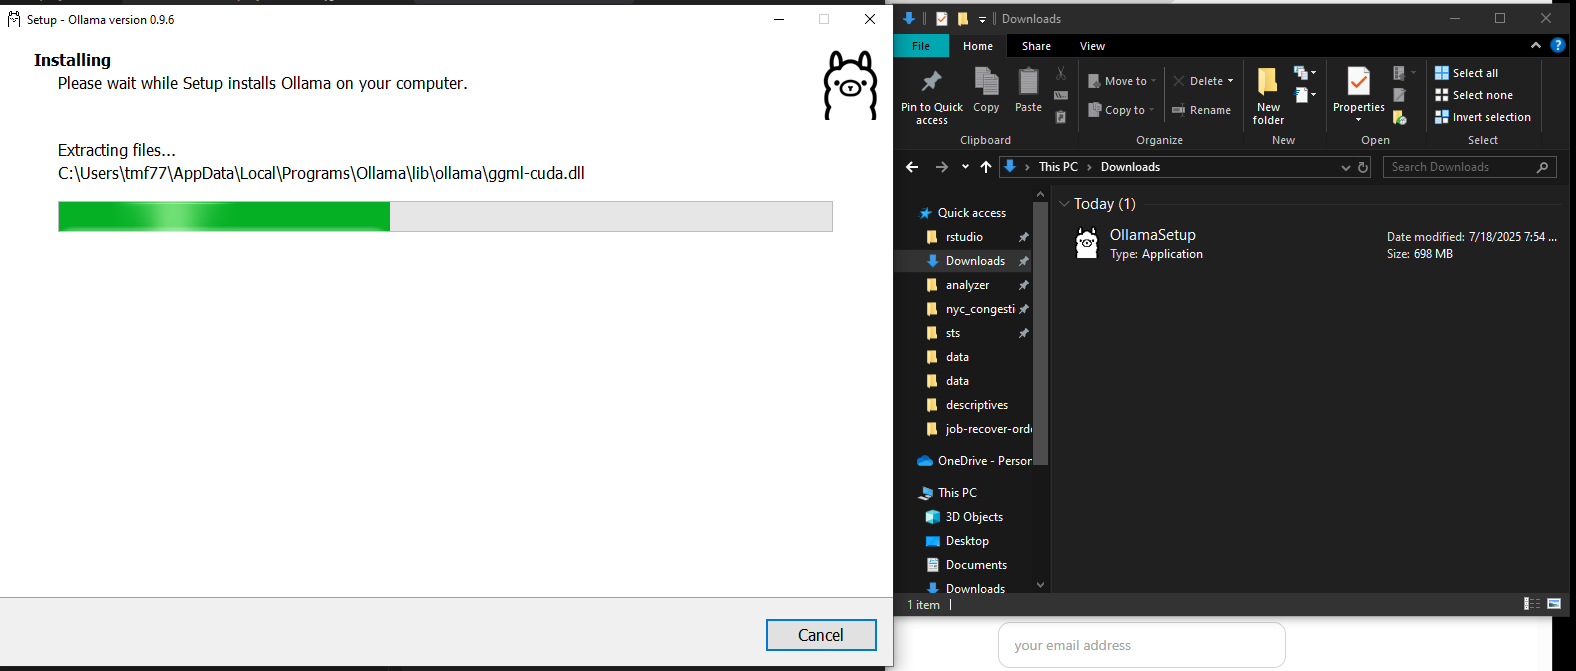 Setup - Ollama version 0.9.6
Installing
Please wait while Setup installs Ollama on your computer.
Extracting files...
C:\Users\tmf77\AppData\Local\Programs\Ollama\lib\ollama\ggml-cuda.dll
Cancel
Downloads
File Home Share View
Pin to Quick access
Copy
Paste
Clipboard
Move to
Copy to
Delete
Rename
Organize
New folder
New
Properties
Open
Select all
Select none
Invert selection
Select
This PC > Downloads
Search Downloads
Quick access
rstudio
Downloads
analyzer
nyc_congesti
sts
data
data
descriptives
job-recover-ord
OneDrive - Person
This PC
3D Objects
Desktop
Documents
Downloads
Today (1)
OllamaSetup
Type: Application
Date modified: 7/18/2025 7:54 ...
Size: 698 MB
1 item
your email address